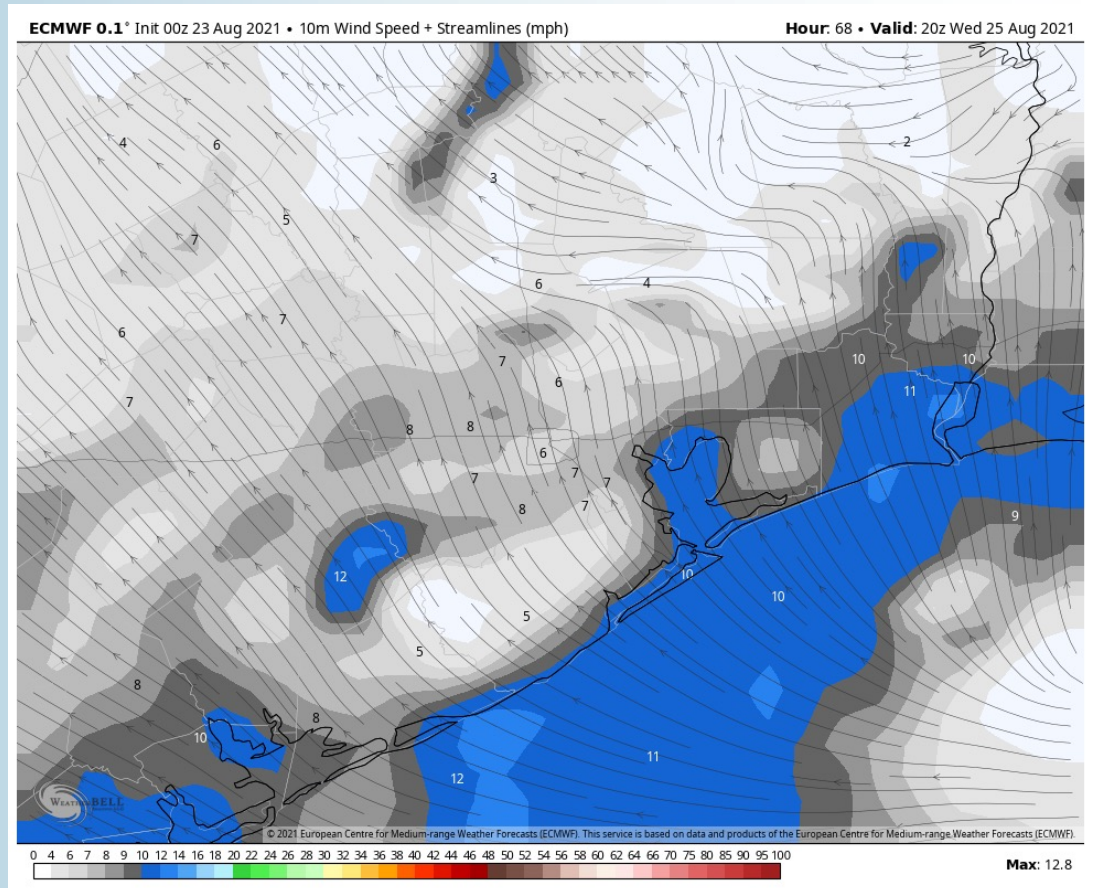 ECMWF 0.1° Init 00z 23 Aug 2021 • 10m Wind Speed + Streamlines (mph) Hour: 68 • Valid: 20z Wed 25 Aug 2021
4 6 2
3
5
7
6 4
7
6 10 10
7
6
7 11
8 8
6
7 7 7
8 7
9
12
10
10
5
5
8
8
10
11
12
WEATHERBELL
© 2021 European Centre for Medium-range Weather Forecasts (ECMWF). This service is based on data and products of the European Centre for Medium-range Weather Forecasts (ECMWF).
0 4 6 7 8 9 10 12 14 16 18 20 22 24 26 28 30 32 34 36 38 40 42 44 46 48 50 52 54 56 58 60 62 64 66 70 75 80 85 90 95 100
Max: 12.8